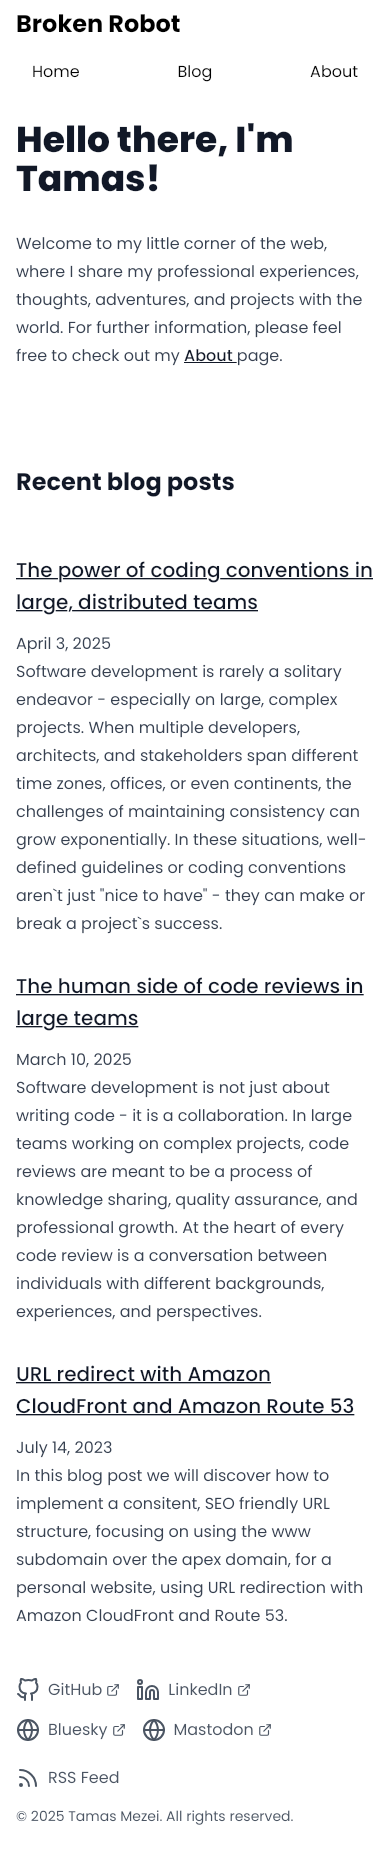 Broken Robot
Home Blog About
Hello there, I'm
Tamas!
Welcome to my little corner of the web,
where I share my professional experiences,
thoughts, adventures, and projects with the
world. For further information, please feel
free to check out my About page.
Recent blog posts
The power of coding conventions in
large, distributed teams
April 3, 2025
Software development is rarely a solitary
endeavor - especially on large, complex
projects. When multiple developers,
architects, and stakeholders span different
time zones, offices, or even continents, the
challenges of maintaining consistency can
grow exponentially. In these situations, well-
defined guidelines or coding conventions
aren`t just "nice to have" - they can make or
break a project`s success.
The human side of code reviews in
large teams
March 10, 2025
Software development is not just about
writing code - it is a collaboration. In large
teams working on complex projects, code
reviews are meant to be a process of
knowledge sharing, quality assurance, and
professional growth. At the heart of every
code review is a conversation between
individuals with different backgrounds,
experiences, and perspectives.
URL redirect with Amazon
CloudFront and Amazon Route 53
July 14, 2023
In this blog post we will discover how to
implement a consitent, SEO friendly URL
structure, focusing on using the www
subdomain over the apex domain, for a
personal website, using URL redirection with
Amazon CloudFront and Route 53.
GitHub LinkedIn
Bluesky Mastodon
RSS Feed
© 2025 Tamas Mezei. All rights reserved.